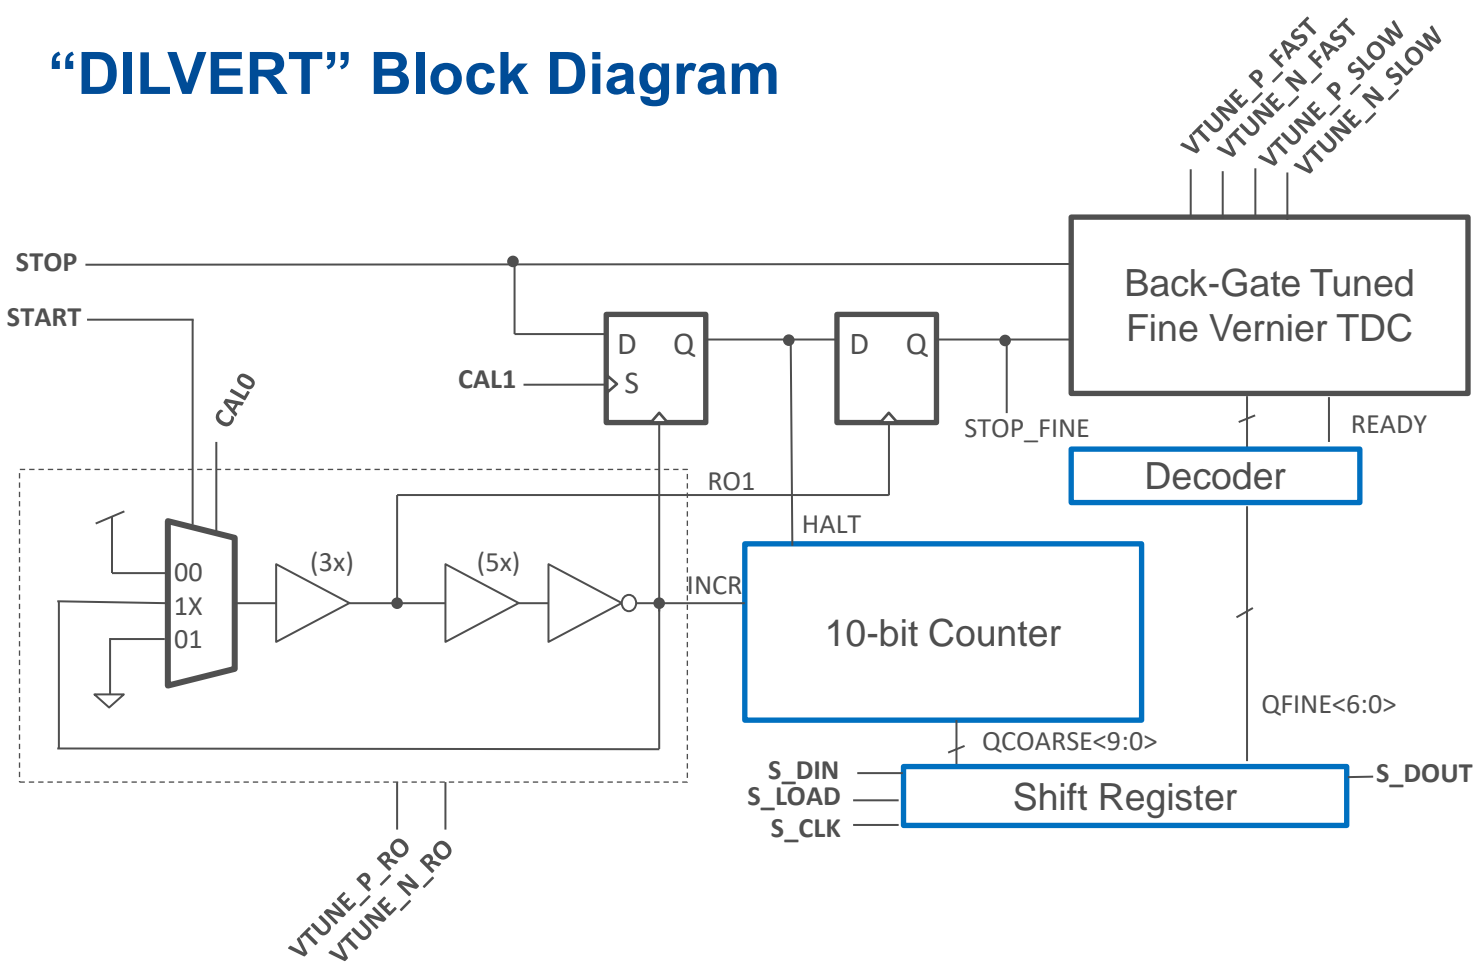 “DILVERT” Block Diagram
VTUNE_P_FAST
VTUNE_N_FAST
VTUNE_P_SLOW
VTUNE_N_SLOW
STOP
START
Back-Gate Tuned
Fine Vernier TDC
D Q
S
CAL1
D Q
CAL0
STOP_FINE
READY
Decoder
RO1
HALT
(3x)
(5x)
00
1X
01
INCR
10-bit Counter
QFINE<6:0>
QCOARSE<9:0>
S_DIN
S_LOAD
S_CLK
Shift Register
S_DOUT
VTUNE_P_RO
VTUNE_N_RO